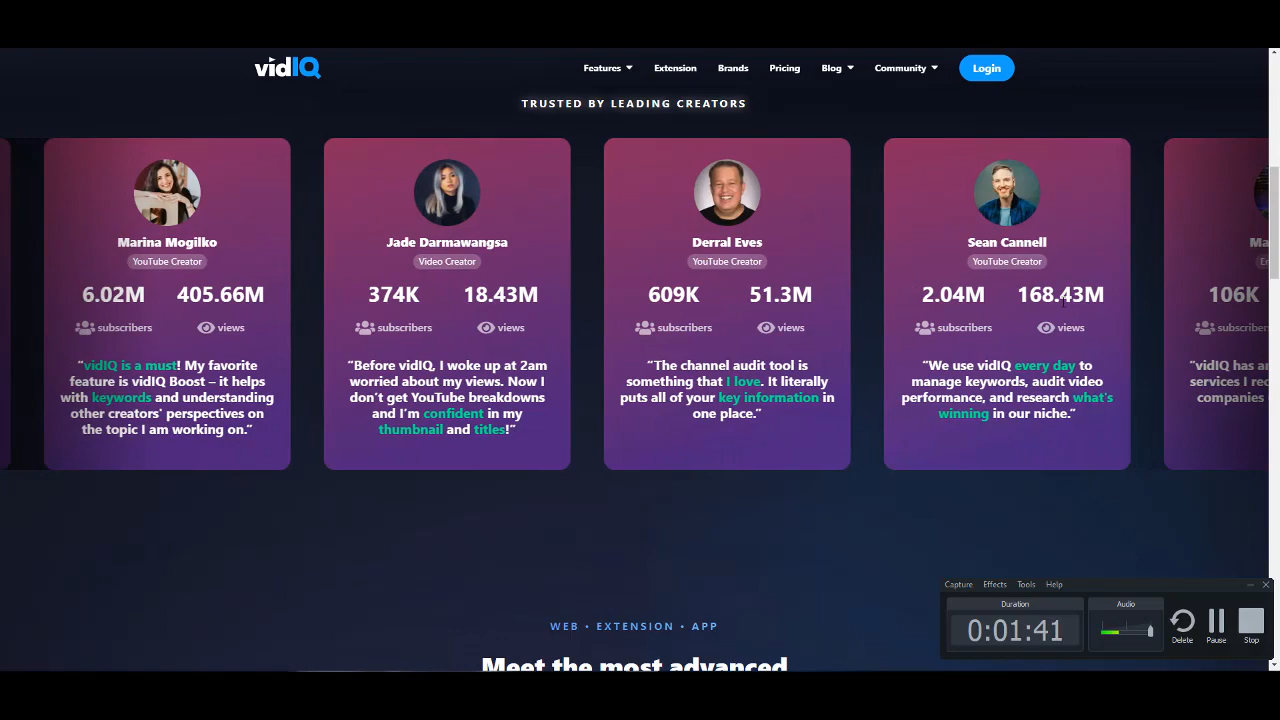 vidIQ
Features Extension Brands Pricing Blog Community Login
TRUSTED BY LEADING CREATORS
Marina Mogilko
YouTube Creator
6.02M 405.66M
subscribers views
“vidIQ is a must! My favorite
feature is vidIQ Boost – it helps
with keywords and understanding
other creators' perspectives on
the topic I am working on.”
Jade Darmawangsa
Video Creator
374K 18.43M
subscribers views
“Before vidIQ, I woke up at 2am
worried about my views. Now I
don’t get YouTube breakdowns
and I’m confident in my
thumbnail and titles!”
Derral Eves
YouTube Creator
609K 51.3M
subscribers views
“The channel audit tool is
something that I love. It literally
puts all of your key information in
one place.”
Sean Cannell
YouTube Creator
2.04M 168.43M
subscribers views
“We use vidIQ every day to
manage keywords, audit video
performance, and research what's
winning in our niche.”
106K
subscribers
“vidIQ has
services I
companies
WEB • EXTENSION • APP
Meet the most advanced
Capture Effects Tools Help
Duration
0:01:41
Audio
Delete Pause Stop